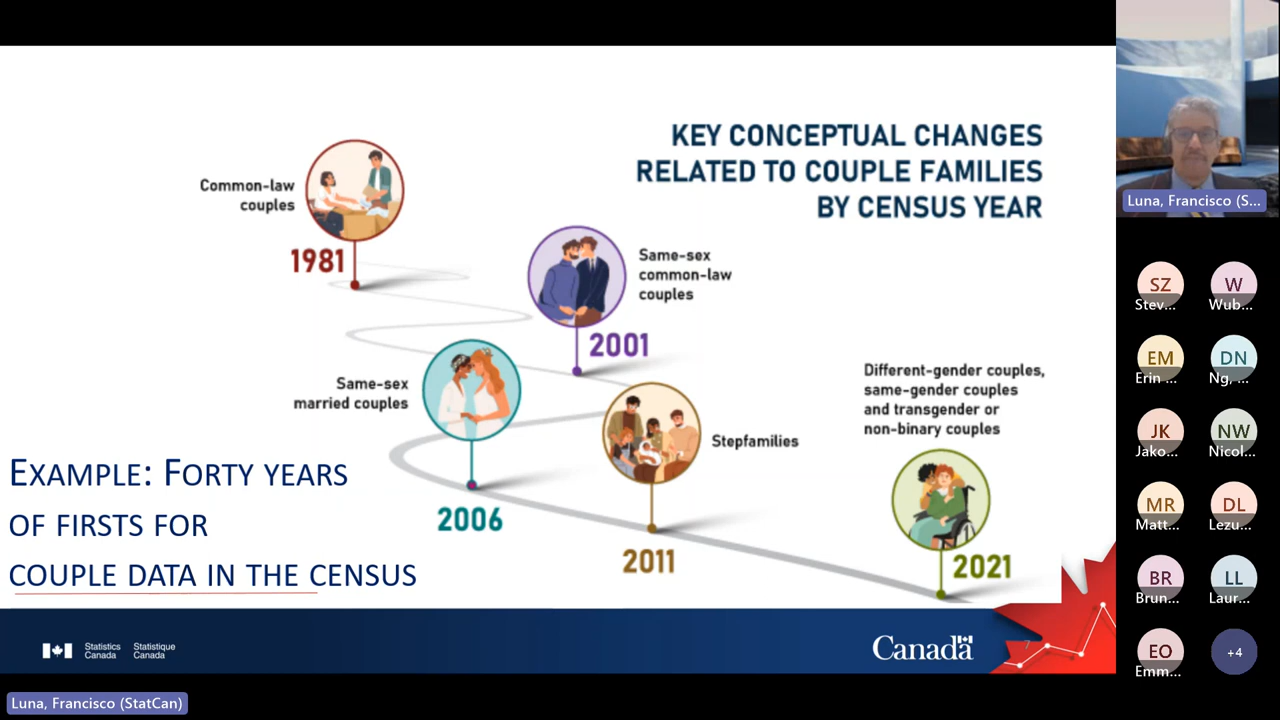 KEY CONCEPTUAL CHANGES
RELATED TO COUPLE FAMILIES
BY CENSUS YEAR
Common-law
couples
1981
Same-sex
common-law
couples
2001
Same-sex
married couples
2006
Stepfamilies
2011
Different-gender couples,
same-gender couples
and transgender or
non-binary couples
2021
EXAMPLE: FORTY YEARS
OF FIRSTS FOR
COUPLE DATA IN THE CENSUS
Statistics
Canada
Statistique
Canada
Canada
7
Luna, Francisco (StatCan)
Luna, Francisco (S...
SZ
Stev...
W
Wub...
EM
Erin ...
DN
Ng, ...
JK
Jako...
NW
Nicol...
MR
Matt...
DL
Lezu...
BR
Brun...
LL
Laur...
EO
Emm...
+4